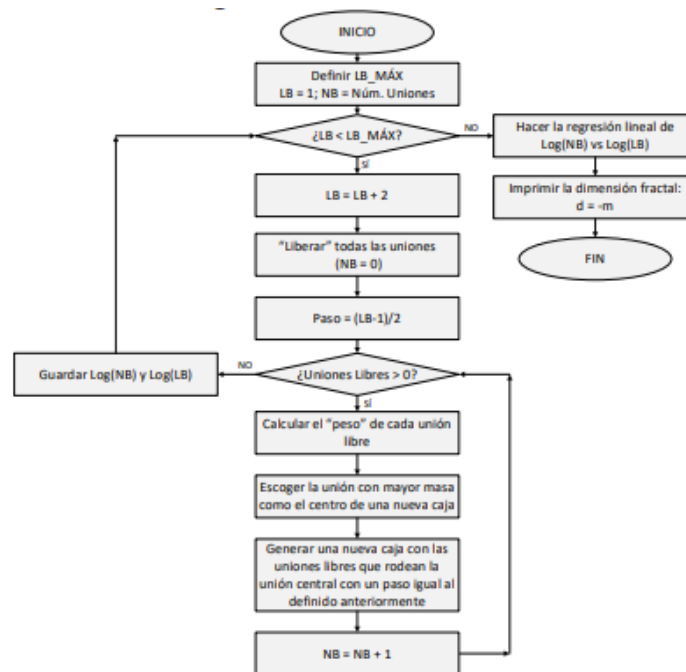 INICIO
Definir LB_MÁX
LB = 1; NB = Núm. Uniones
¿LB < LB_MÁX?
NO
Hacer la regresión lineal de
Log(NB) vs Log(LB)
Imprimir la dimensión fractal:
d = -m
FIN
SÍ
LB = LB + 2
"Liberar" todas las uniones
(NB = 0)
Paso = (LB-1)/2
¿Uniones Libres > 0?
NO
Guardar Log(NB) y Log(LB)
SÍ
Calcular el "peso" de cada unión
libre
Escoger la unión con mayor masa
como el centro de una nueva caja
Generar una nueva caja con las
uniones libres que rodean la
unión central con un paso igual al
definido anteriormente
NB = NB + 1